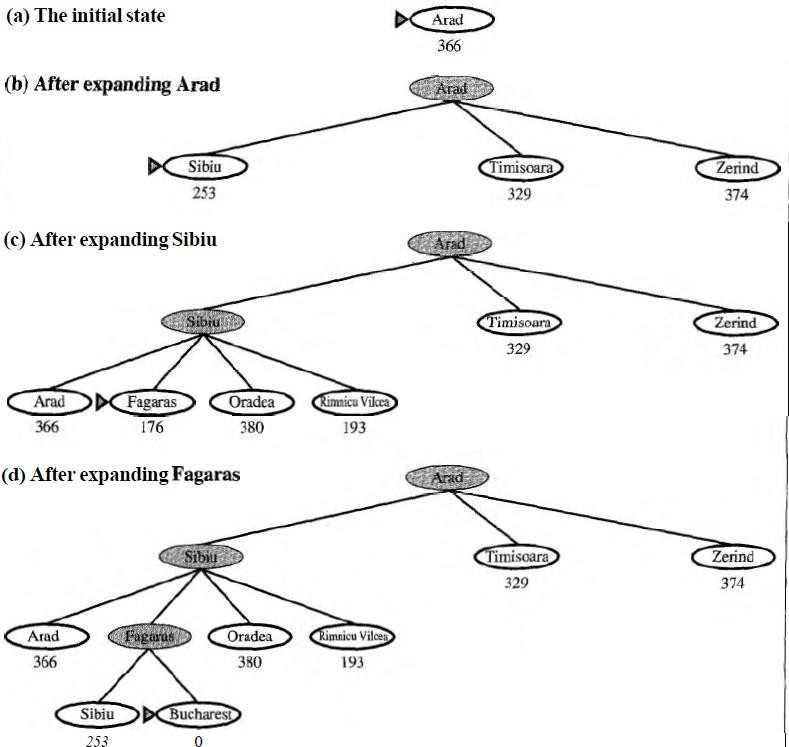 (a) The initial state
Arad
366
(b) After expanding Arad
Arad
Sibiu Timisoara Zerind
253 329 374
(c) After expanding Sibiu
Arad
Sibiu Timisoara Zerind
329 374
Arad Fagaras Oradea Rimnicu Vilcea
366 176 380 193
(d) After expanding Fagaras
Arad
Sibiu Timisoara Zerind
329 374
Arad Fagaras Oradea Rimnicu Vilcea
366 380 193
Sibiu Bucharest
253 0